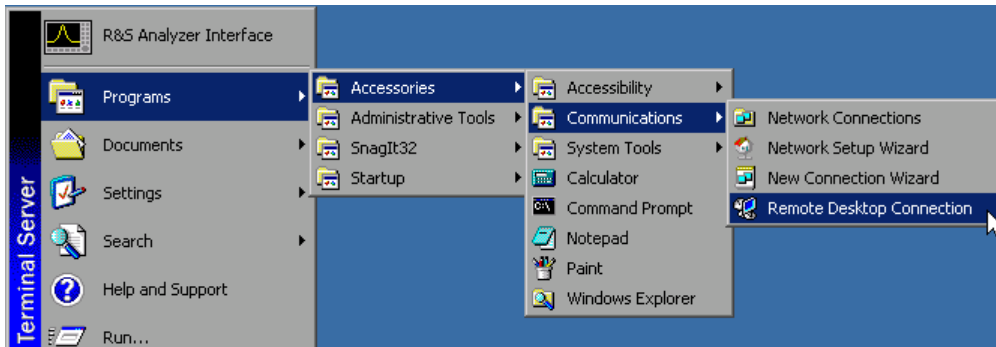 R&S Analyzer Interface
Programs
Documents
Settings
Search
Help and Support
Run...
Terminal Server
Accessories
Administrative Tools
SnagIt32
Startup
Accessibility
Communications
System Tools
Calculator
Command Prompt
Notepad
Paint
Windows Explorer
Network Connections
Network Setup Wizard
New Connection Wizard
Remote Desktop Connection